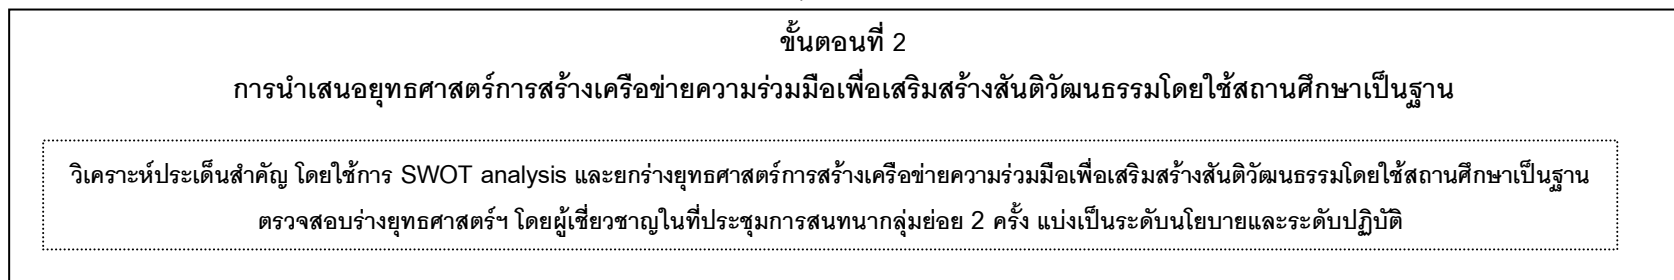 ขั้นตอนที่ 2
การนำเสนอยุทธศาสตร์การสร้างเครือข่ายความร่วมมือเพื่อเสริมสร้างสันติวัฒนธรรมโดยใช้สถานศึกษาเป็นฐาน
วิเคราะห์ประเด็นสำคัญ โดยใช้การ SWOT analysis และยกร่างยุทธศาสตร์การสร้างเครือข่ายความร่วมมือเพื่อเสริมสร้างสันติวัฒนธรรมโดยใช้สถานศึกษาเป็นฐาน
ตรวจสอบร่างยุทธศาสตร์ฯ โดยผู้เชี่ยวชาญในที่ประชุมการสนทนากลุ่มย่อย 2 ครั้ง แบ่งเป็นระดับนโยบายและระดับปฏิบัติ